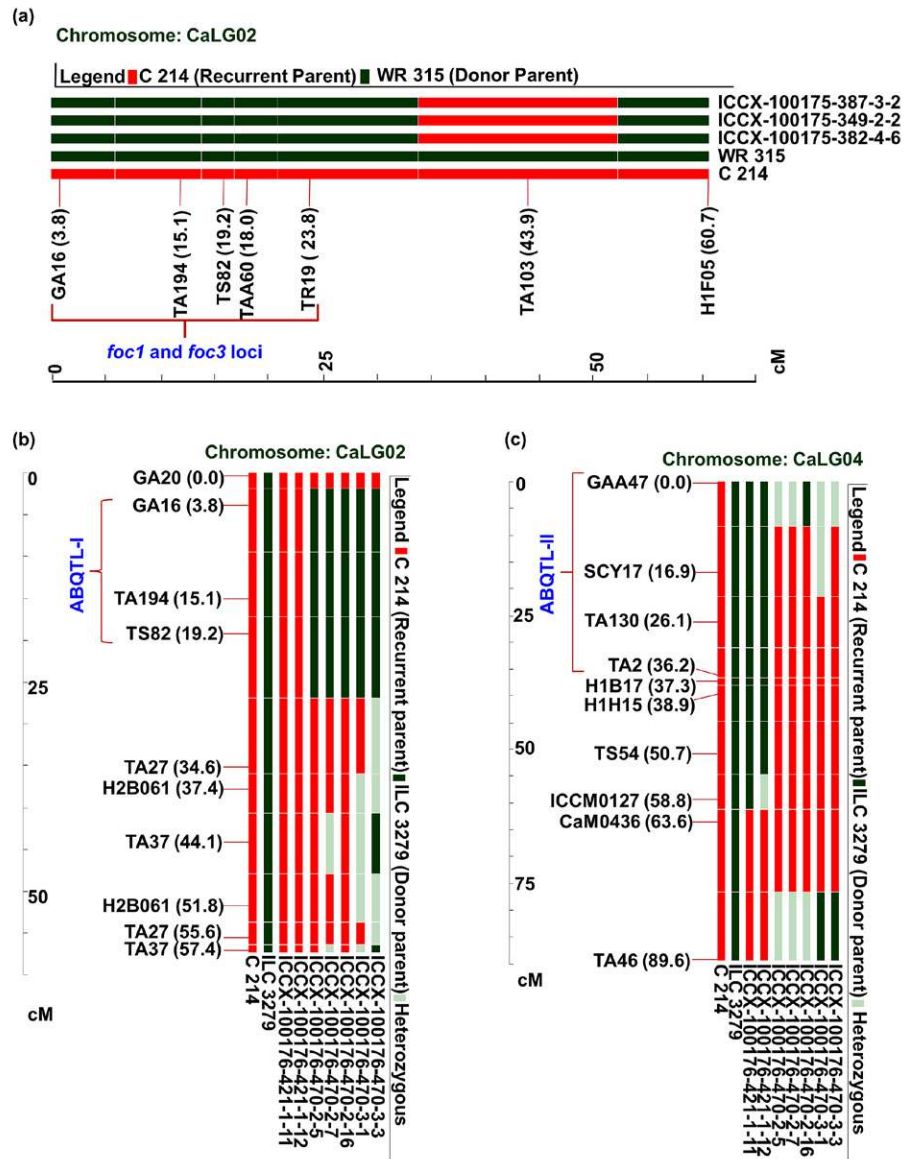 (a)
Chromosome: CaLG02
Legend C 214 (Recurrent Parent) WR 315 (Donor Parent)
ICCX-100175-387-3-2
ICCX-100175-349-2-2
ICCX-100175-382-4-6
WR 315
C 214
GA16 (3.8)
TA194 (15.1)
TS82 (19.2)
TAA60 (18.0)
TR19 ( 23.8)
TA103 (43.9)
H1F05 (60.7)
foc1 and foc3 loci
0
25
50
cM
(b)
Chromosome: CaLG02
0
25
50
cM
ABQTL-I
GA20 (0.0)
GA16 (3.8)
TA194 (15.1)
TS82 (19.2)
TA27 (34.6)
H2B061 (37.4)
TA37 (44.1)
H2B061 (51.8)
TA27 (55.6)
TA37 (57.4)
C 214
ILC 3279
ICCX-100176-421-1-11
ICCX-100176-421-1-12
ICCX-100176-470-2-5
ICCX-100176-470-2-7
ICCX-100176-470-2-16
ICCX-100176-470-3-1
ICCX-100176-470-3-3
Legend C 214 (Recurrent parent) ILC 3279 (Donor parent) Heterozygous
(c)
Chromosome: CaLG04
0
25
50
75
cM
ABQTL-II
GAA47 (0.0)
SCY17 (16.9)
TA130 (26.1)
TA2 (36.2)
H1B17 (37.3)
H1H15 (38.9)
TS54 (50.7)
ICCM0127 (58.8)
CaM0436 (63.6)
TA46 (89.6)
C 214
ILC 3279
ICCX-100176-421-1-11
ICCX-100176-421-1-12
ICCX-100176-470-2-5
ICCX-100176-470-2-7
ICCX-100176-470-2-16
ICCX-100176-470-3-1
ICCX-100176-470-3-3
Legend C 214 (Recurrent parent) ILC 3279 (Donor parent) Heterozygous